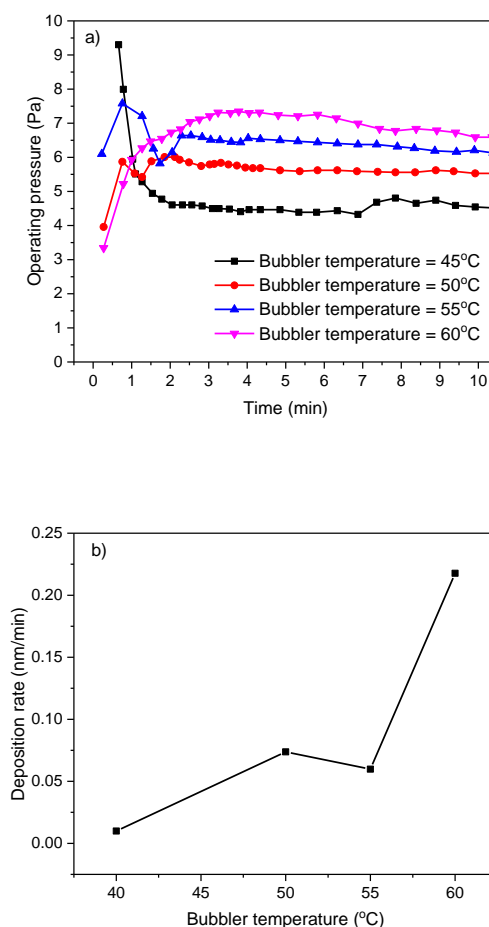 a)
10
9
8
7
6
5
4
3
2
1
0
Operating pressure (Pa)
Bubbler temperature = 45°C
Bubbler temperature = 50°C
Bubbler temperature = 55°C
Bubbler temperature = 60°C
0 1 2 3 4 5 6 7 8 9 10
Time (min)
b)
0.25
0.20
0.15
0.10
0.05
0.00
Deposition rate (nm/min)
40 45 50 55 60
Bubbler temperature (°C)